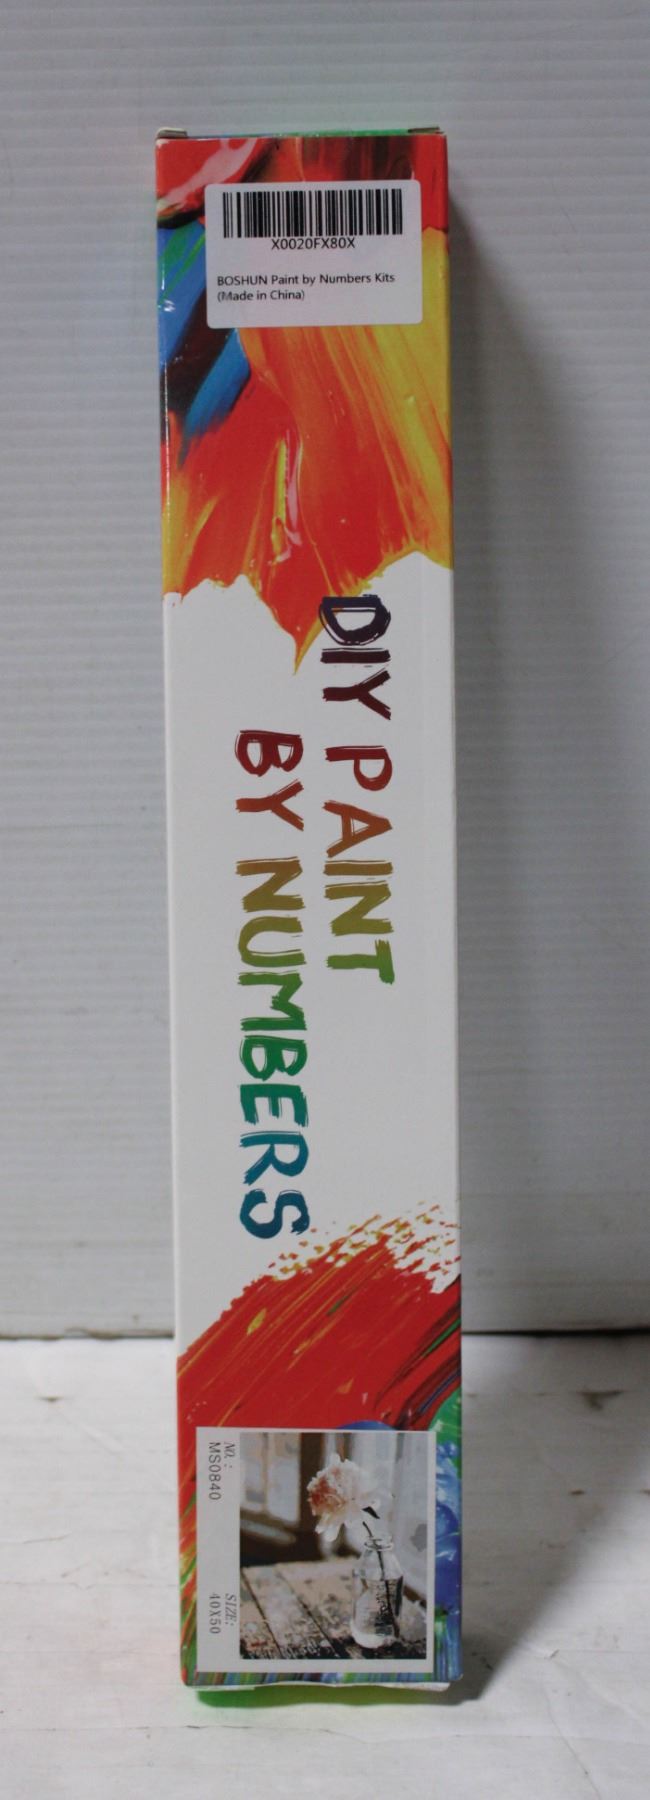 X0020FX80X
BOSHUN Paint by Numbers Kits
(Made in China)
DIY PAINT
BY NUMBERS
NO. :
MS0840
SIZE:
40X50